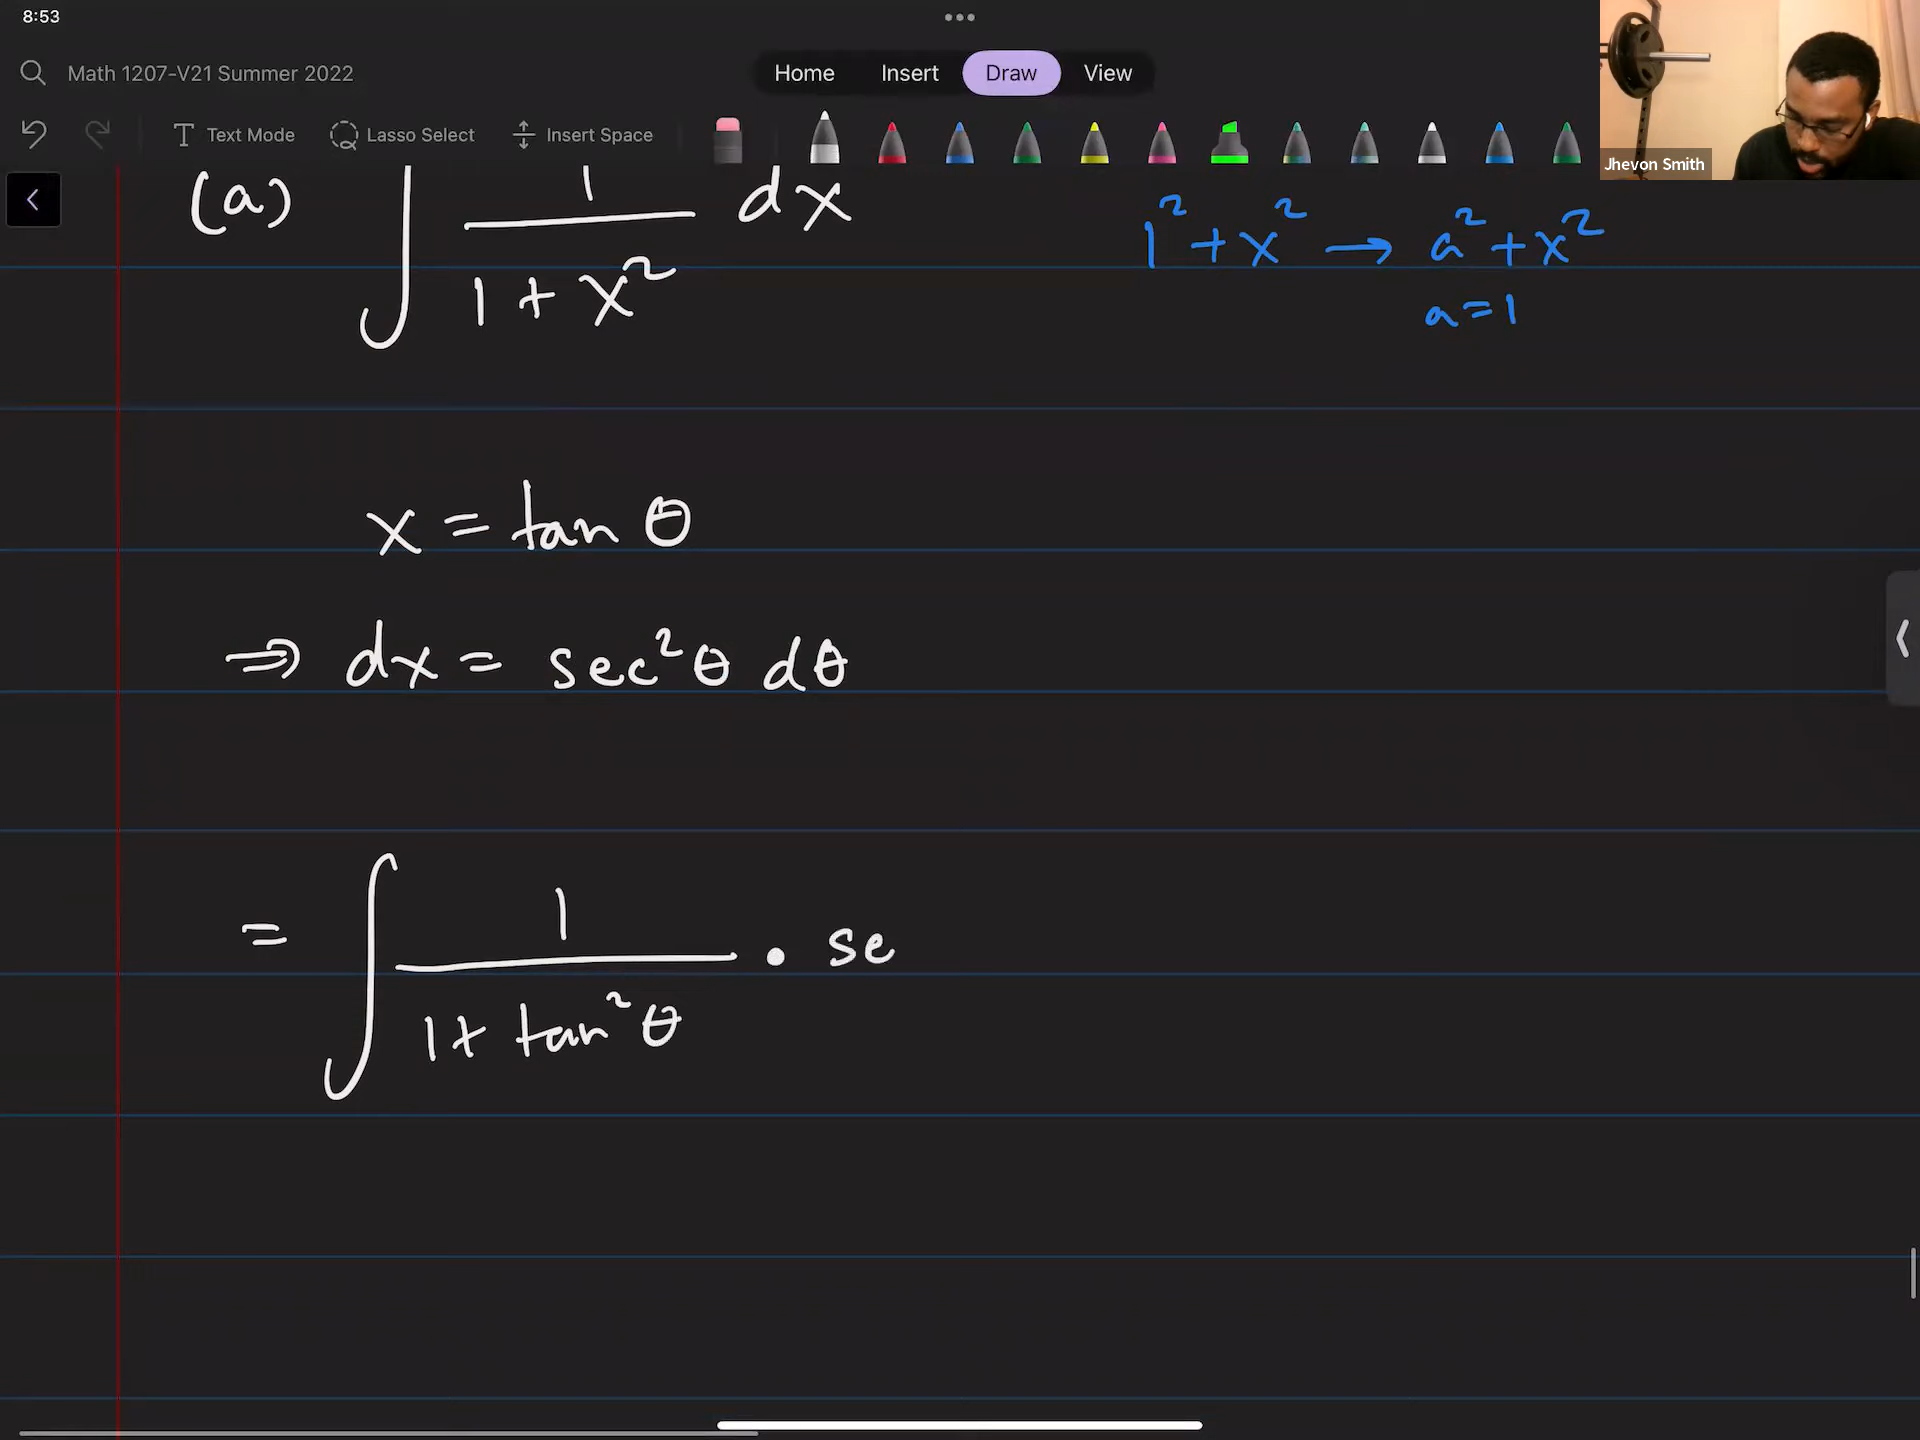 8:53
Math 1207-V21 Summer 2022
Home Insert Draw View
Text Mode Lasso Select Insert Space
Jhevon Smith
(a) ∫ 1/(1 + x²) dx
1² + x² → a² + x²
a = 1
x = tan θ
⇒ dx = sec²θ dθ
= ∫ 1/(1 + tan²θ) • se